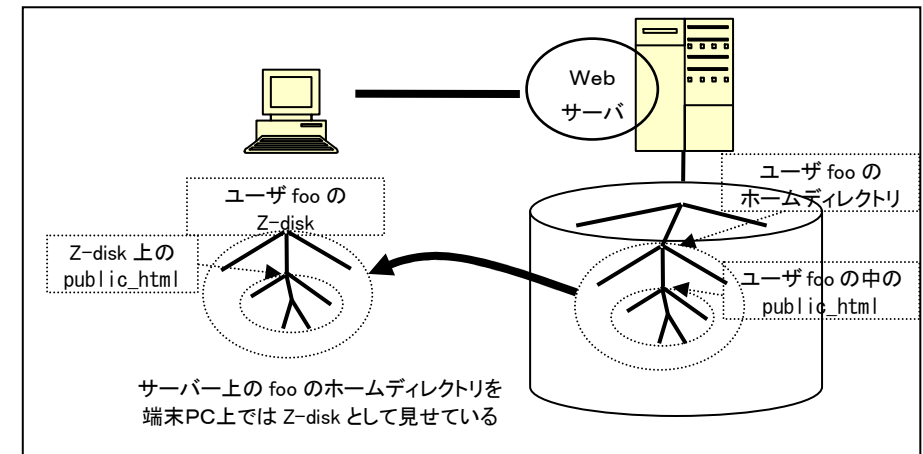 Web
サーバ
ユーザ foo の
ホームディレクトリ
ユーザ foo の
Z-disk
Z-disk 上の
public_html
ユーザ foo の中の
public_html
サーバー上の foo のホームディレクトリを
端末PC上では Z-disk として見せている